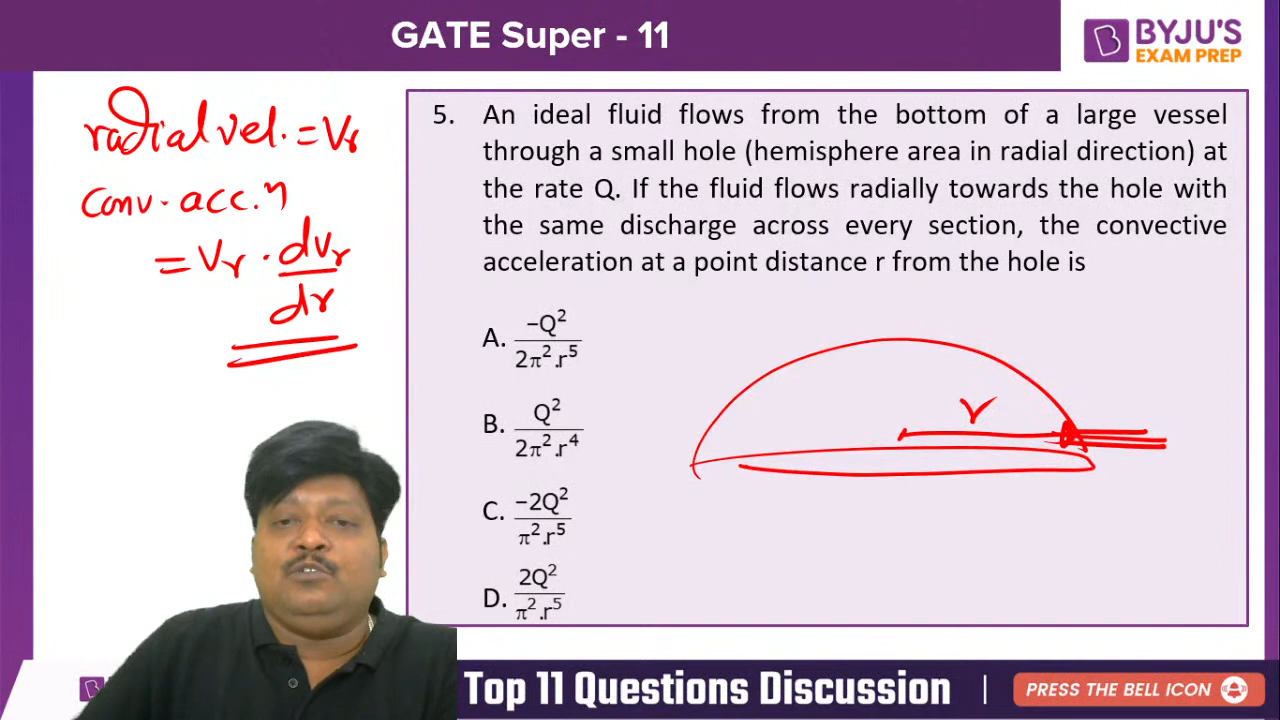 GATE Super - 11
BYJU'S
EXAM PREP
radial vel. = Vr
Conv. acc.n
= Vr . dVr
dr
5. An ideal fluid flows from the bottom of a large vessel
through a small hole (hemisphere area in radial direction) at
the rate Q. If the fluid flows radially towards the hole with
the same discharge across every section, the convective
acceleration at a point distance r from the hole is
A. −Q²
2π².r⁵
B. Q²
2π².r⁴
C. −2Q²
π².r⁵
D. 2Q²
π².r⁵
r
Top 11 Questions Discussion | PRESS THE BELL ICON